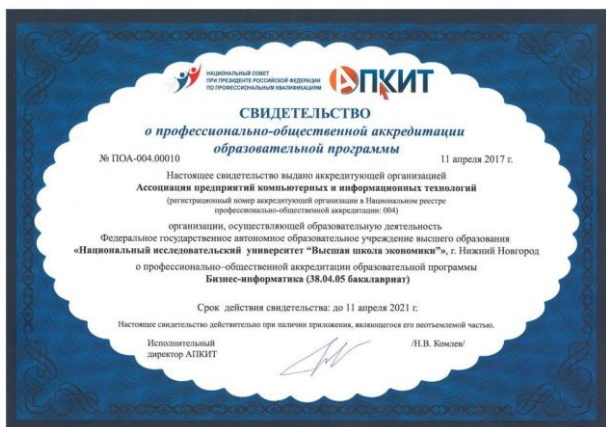 НАЦИОНАЛЬНЫЙ СОВЕТ
ПРИ ПРЕЗИДЕНТЕ РОССИЙСКОЙ ФЕДЕРАЦИИ
ПО ПРОФЕССИОНАЛЬНЫМ КВАЛИФИКАЦИЯМ
АПКИТ
СВИДЕТЕЛЬСТВО
о профессионально-общественной аккредитации
образовательной программы
№ ПОА-004.00010 11 апреля 2017 г.
Настоящее свидетельство выдано аккредитующей организацией
Ассоциация предприятий компьютерных и информационных технологий
(регистрационный номер аккредитующей организации в Национальном реестре
профессионально-общественной аккредитации: 004)
организации, осуществляющей образовательную деятельность
Федеральное государственное автономное образовательное учреждение высшего образования
«Национальный исследовательский университет "Высшая школа экономики"», г. Нижний Новгород
о профессионально-общественной аккредитации образовательной программы
Бизнес-информатика (38.04.05 бакалавриат)
Срок действия свидетельства: до 11 апреля 2021 г.
Настоящее свидетельство действительно при наличии приложения, являющегося его неотъемлемой частью.
Исполнительный
директор АПКИТ /Н.В. Комлев/